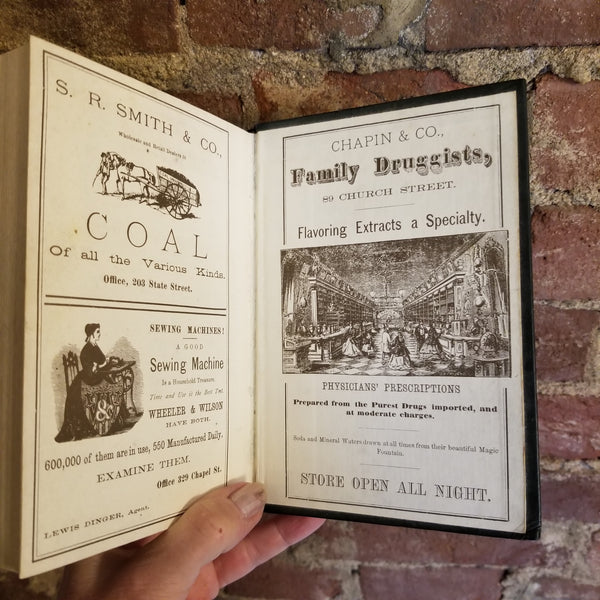 S. R. SMITH & CO.,
Wholesale and Retail Dealers in
COAL
Of all the Various Kinds.
Office, 203 State Street.
SEWING MACHINES!
A GOOD
Sewing Machine
Is a Household Treasure.
Time and Use is the Best Test.
WHEELER & WILSON
HAVE BOTH.
600,000 of them are in use, 550 Manufactured Daily.
EXAMINE THEM.
Office 329 Chapel St.
LEWIS DINGER, Agent.
CHAPIN & CO.,
Family Druggists,
89 CHURCH STREET.
Flavoring Extracts a Specialty.
PHYSICIANS' PRESCRIPTIONS
Prepared from the Purest Drugs imported, and
at moderate charges.
Soda and Mineral Waters drawn at all times from their beautiful Magic
Fountain.
STORE OPEN ALL NIGHT.